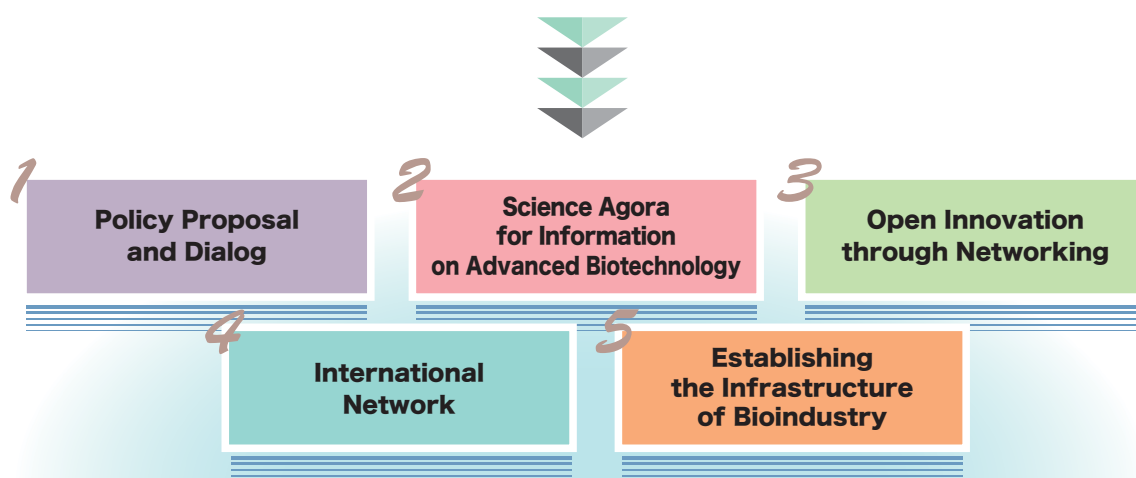 1
Policy Proposal
and Dialog
2
Science Agora
for Information
on Advanced Biotechnology
3
Open Innovation
through Networking
4
International
Network
5
Establishing
the Infrastructure
of Bioindustry